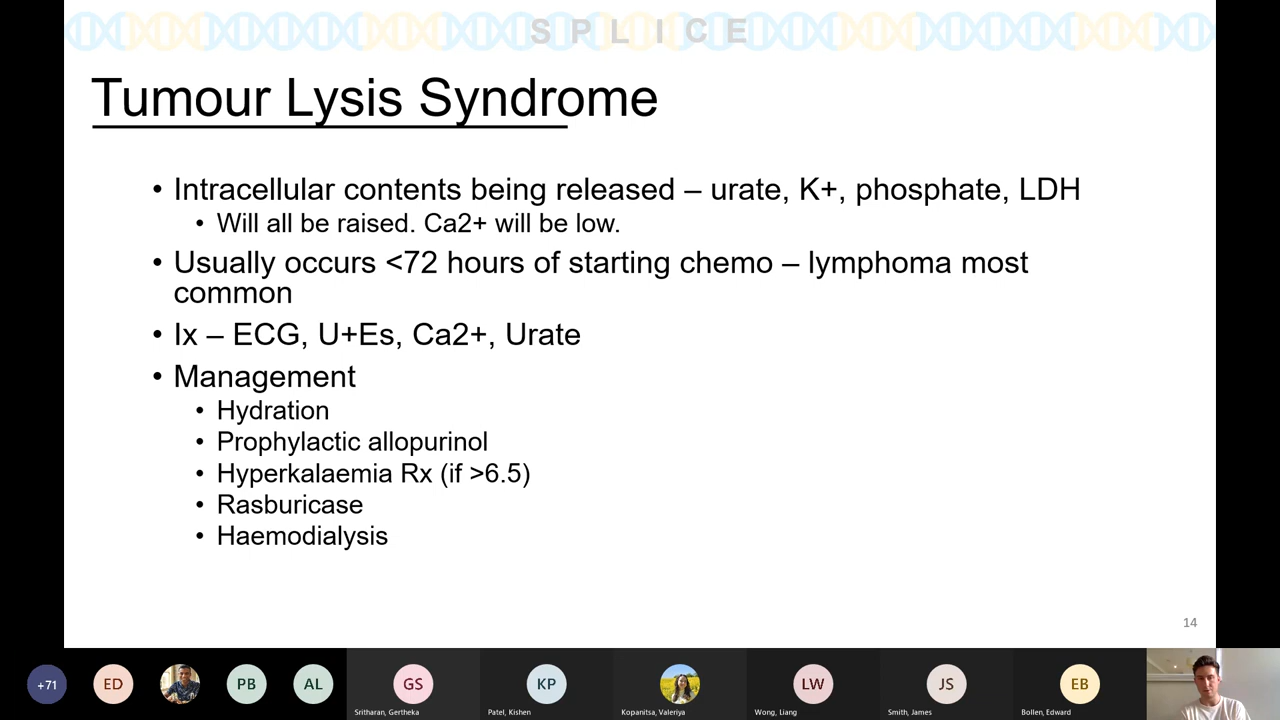 S P L I C E
Tumour Lysis Syndrome
• Intracellular contents being released – urate, K+, phosphate, LDH
• Will all be raised. Ca2+ will be low.
• Usually occurs <72 hours of starting chemo – lymphoma most
common
• Ix – ECG, U+Es, Ca2+, Urate
• Management
• Hydration
• Prophylactic allopurinol
• Hyperkalaemia Rx (if >6.5)
• Rasburicase
• Haemodialysis
14
+71
ED
PB
AL
GS
KP
LW
JS
EB
Sritharan, Gertheka
Patel, Kishen
Kopanitsa, Valeriya
Wong, Liang
Smith, James
Bollen, Edward